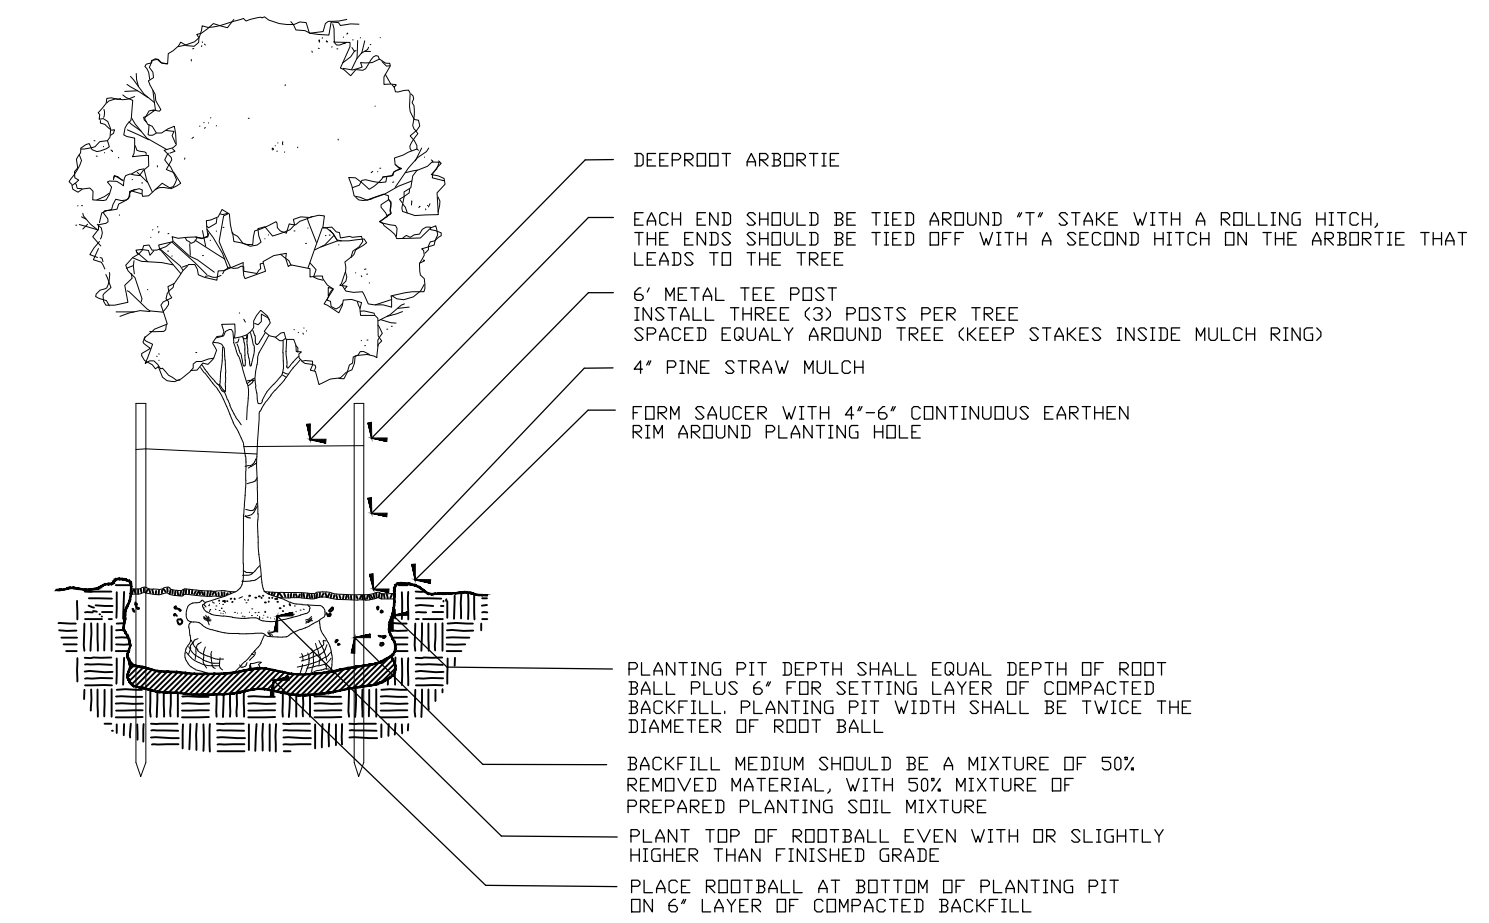 DEEPROOT ARBORTIE
EACH END SHOULD BE TIED AROUND "T" STAKE WITH A ROLLING HITCH,
THE ENDS SHOULD BE TIED OFF WITH A SECOND HITCH ON THE ARBORTIE THAT
LEADS TO THE TREE
6' METAL TEE POST
INSTALL THREE (3) POSTS PER TREE
SPACED EQUALY AROUND TREE (KEEP STAKES INSIDE MULCH RING)
4" PINE STRAW MULCH
FORM SAUCER WITH 4"-6" CONTINUOUS EARTHEN
RIM AROUND PLANTING HOLE
PLANTING PIT DEPTH SHALL EQUAL DEPTH OF ROOT
BALL PLUS 6" FOR SETTING LAYER OF COMPACTED
BACKFILL. PLANTING PIT WIDTH SHALL BE TWICE THE
DIAMETER OF ROOT BALL
BACKFILL MEDIUM SHOULD BE A MIXTURE OF 50%
REMOVED MATERIAL, WITH 50% MIXTURE OF
PREPARED PLANTING SOIL MIXTURE
PLANT TOP OF ROOTBALL EVEN WITH OR SLIGHTLY
HIGHER THAN FINISHED GRADE
PLACE ROOTBALL AT BOTTOM OF PLANTING PIT
ON 6" LAYER OF COMPACTED BACKFILL